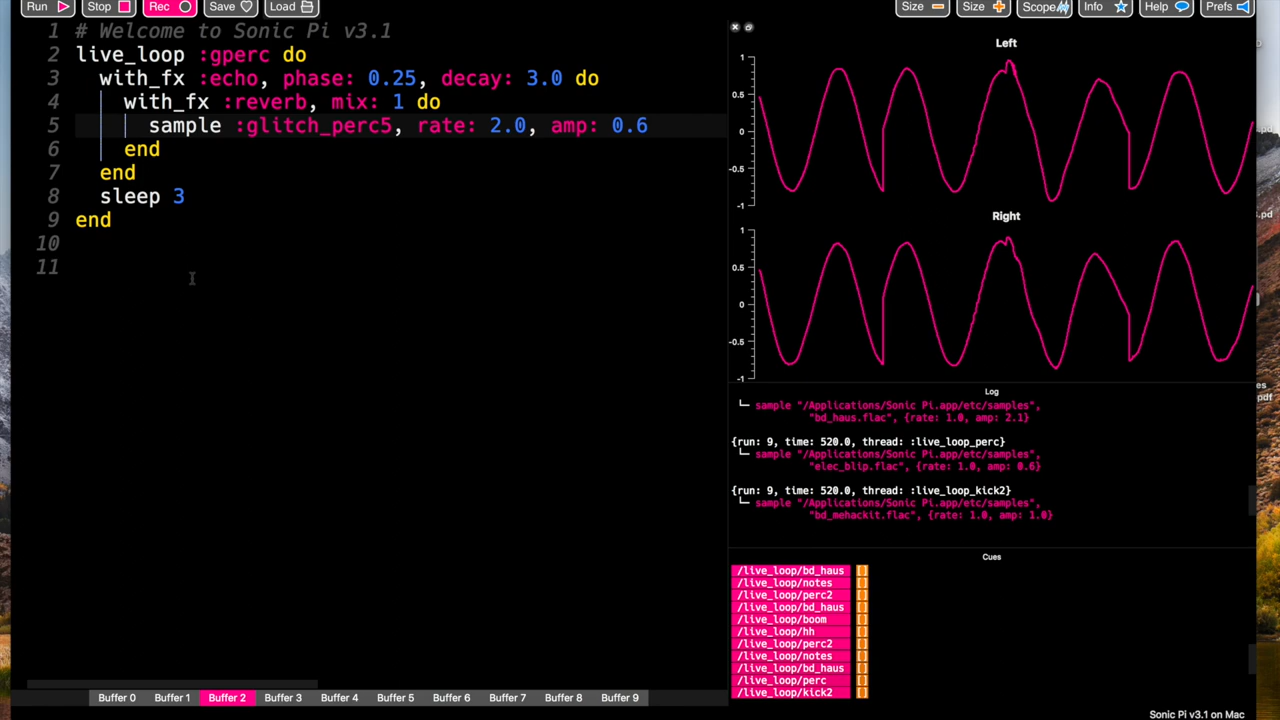 Run Stop Rec Save Load Size Size Scope Info Help Prefs
1 # Welcome to Sonic Pi v3.1
2 live_loop :gperc do
3 with_fx :echo, phase: 0.25, decay: 3.0 do
4 with_fx :reverb, mix: 1 do
5 sample :glitch_perc5, rate: 2.0, amp: 0.6
6 end
7 end
8 sleep 3
9 end
10
11
Left
1
0.5
0
-0.5
-1
Right
1
0.5
0
-0.5
-1
Log
sample "/Applications/Sonic Pi.app/etc/samples",
"bd_haus.flac", {rate: 1.0, amp: 2.1}
{run: 9, time: 520.0, thread: :live_loop_perc}
sample "/Applications/Sonic Pi.app/etc/samples",
"elec_blip.flac", {rate: 1.0, amp: 0.6}
{run: 9, time: 520.0, thread: :live_loop_kick2}
sample "/Applications/Sonic Pi.app/etc/samples",
"bd_mehackit.flac", {rate: 1.0, amp: 1.0}
Cues
/live_loop/bd_haus []
/live_loop/notes []
/live_loop/perc2 []
/live_loop/bd_haus []
/live_loop/boom []
/live_loop/hh []
/live_loop/perc2 []
/live_loop/notes []
/live_loop/bd_haus []
/live_loop/perc []
/live_loop/kick2 []
Buffer 0 Buffer 1 Buffer 2 Buffer 3 Buffer 4 Buffer 5 Buffer 6 Buffer 7 Buffer 8 Buffer 9
Sonic Pi v3.1 on Mac